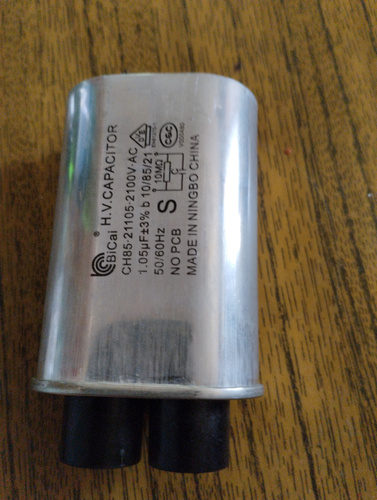 BiCai ® H.V.CAPACITOR
CH85-21105-2100V·AC
1.05µF±3% b 10/85/21
50/60Hz
10MΩ
C
S
NO PCB
MADE IN NINGBO CHINA